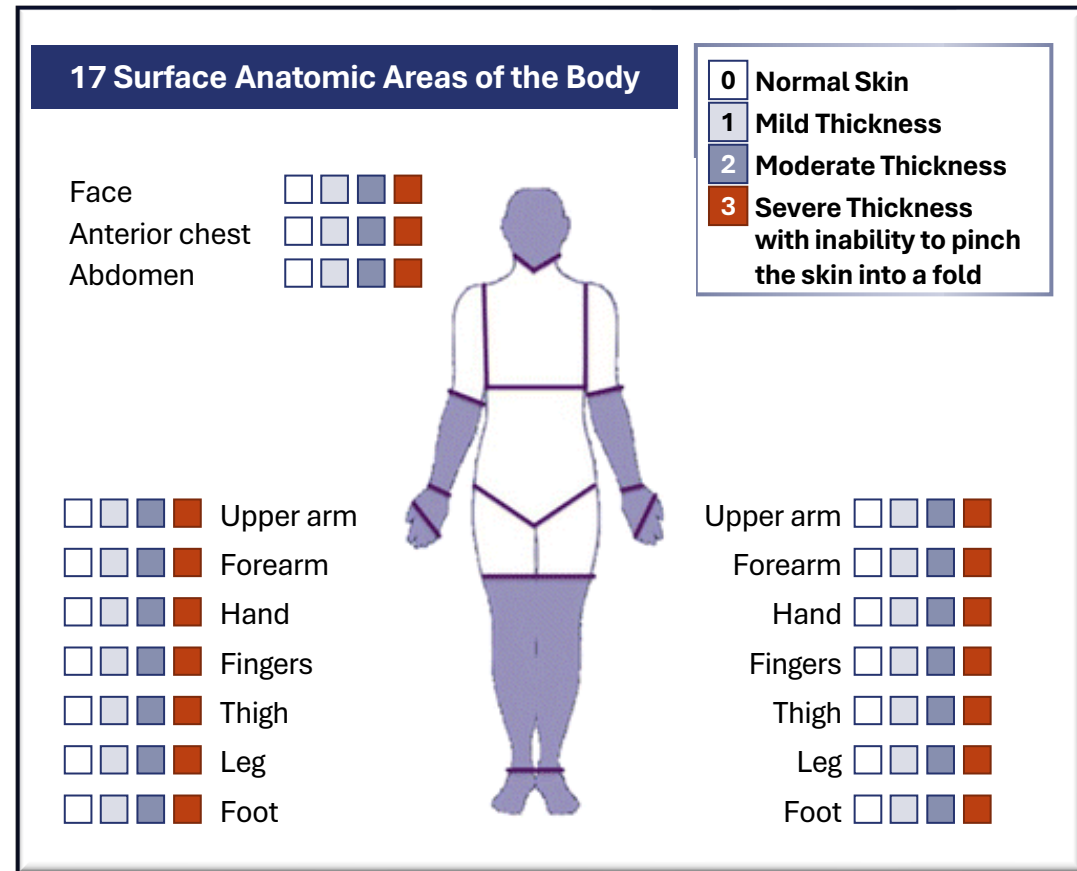 17 Surface Anatomic Areas of the Body
0 Normal Skin
1 Mild Thickness
2 Moderate Thickness
3 Severe Thickness
with inability to pinch
the skin into a fold
Face
Anterior chest
Abdomen
Upper arm
Forearm
Hand
Fingers
Thigh
Leg
Foot
Upper arm
Forearm
Hand
Fingers
Thigh
Leg
Foot